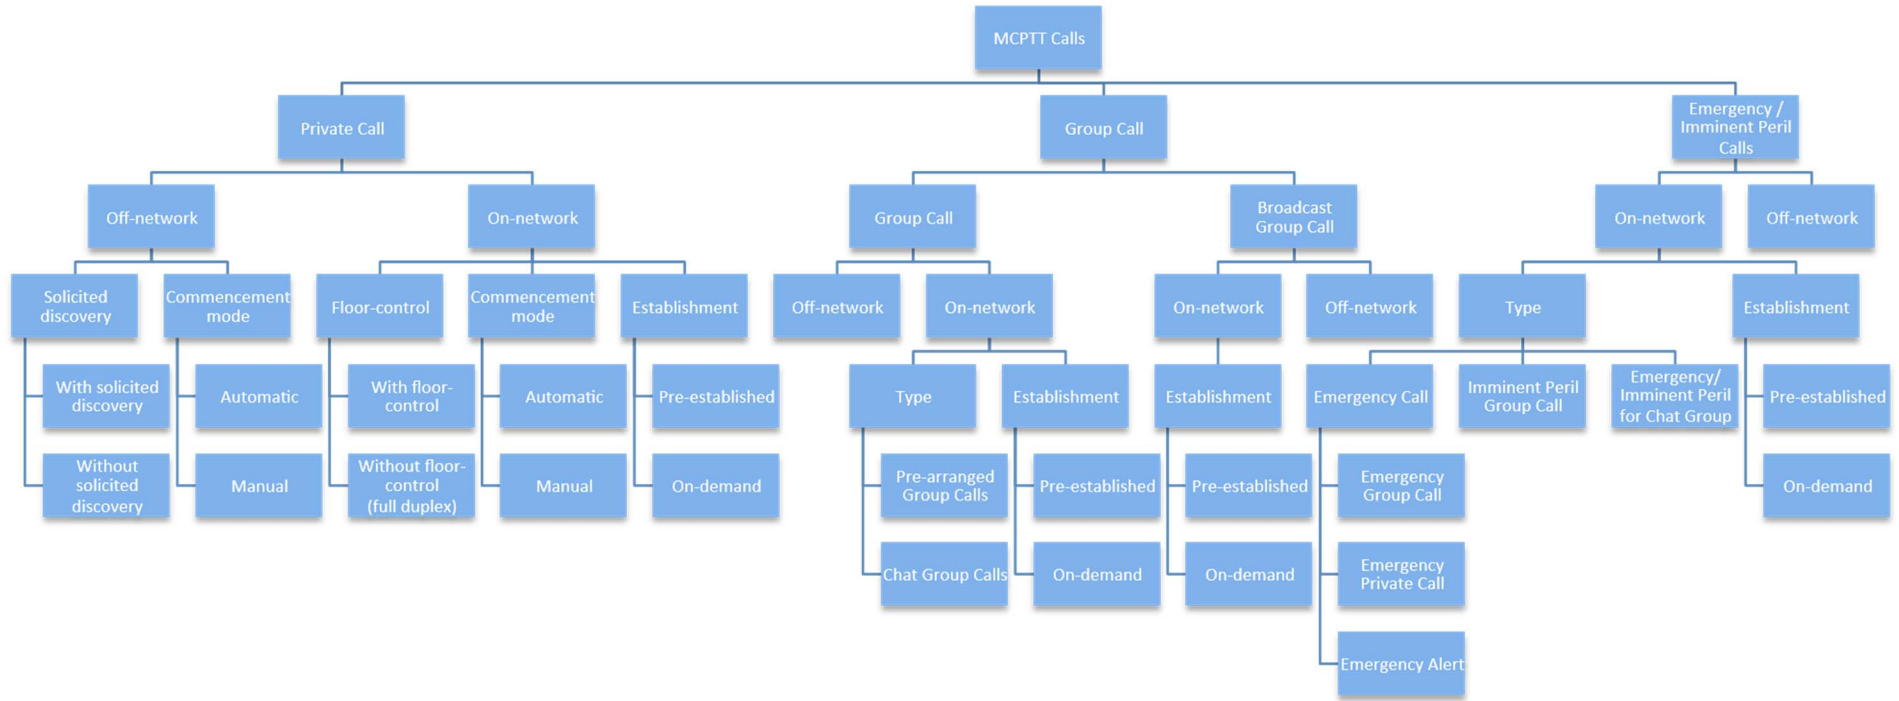 MCPTT Calls
Private Call
Group Call
Emergency /
Imminent Peril
Calls
Off-network
On-network
Group Call
Broadcast
Group Call
On-network
Off-network
Solicited
discovery
Commencement
mode
Floor-control
Commencement
mode
Establishment
Off-network
On-network
On-network
Off-network
Type
Establishment
With solicited
discovery
Automatic
With floor-
control
Automatic
Pre-established
Type
Establishment
Establishment
Emergency Call
Imminent Peril
Group Call
Emergency/
Imminent Peril
for Chat Group
Pre-established
Without
solicited
discovery
Manual
Without floor-
control
(full duplex)
Manual
On-demand
Pre-arranged
Group Calls
Pre-established
Pre-established
Emergency
Group Call
On-demand
Chat Group Calls
On-demand
On-demand
Emergency
Private Call
Emergency Alert